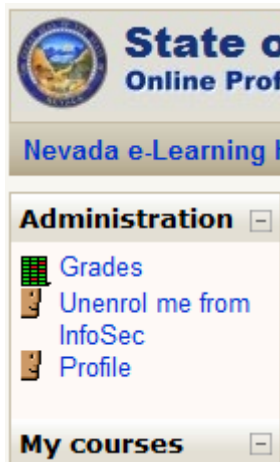 State o
Online Prof
Nevada e-Learning
Administration
Grades
Unenrol me from
InfoSec
Profile
My courses